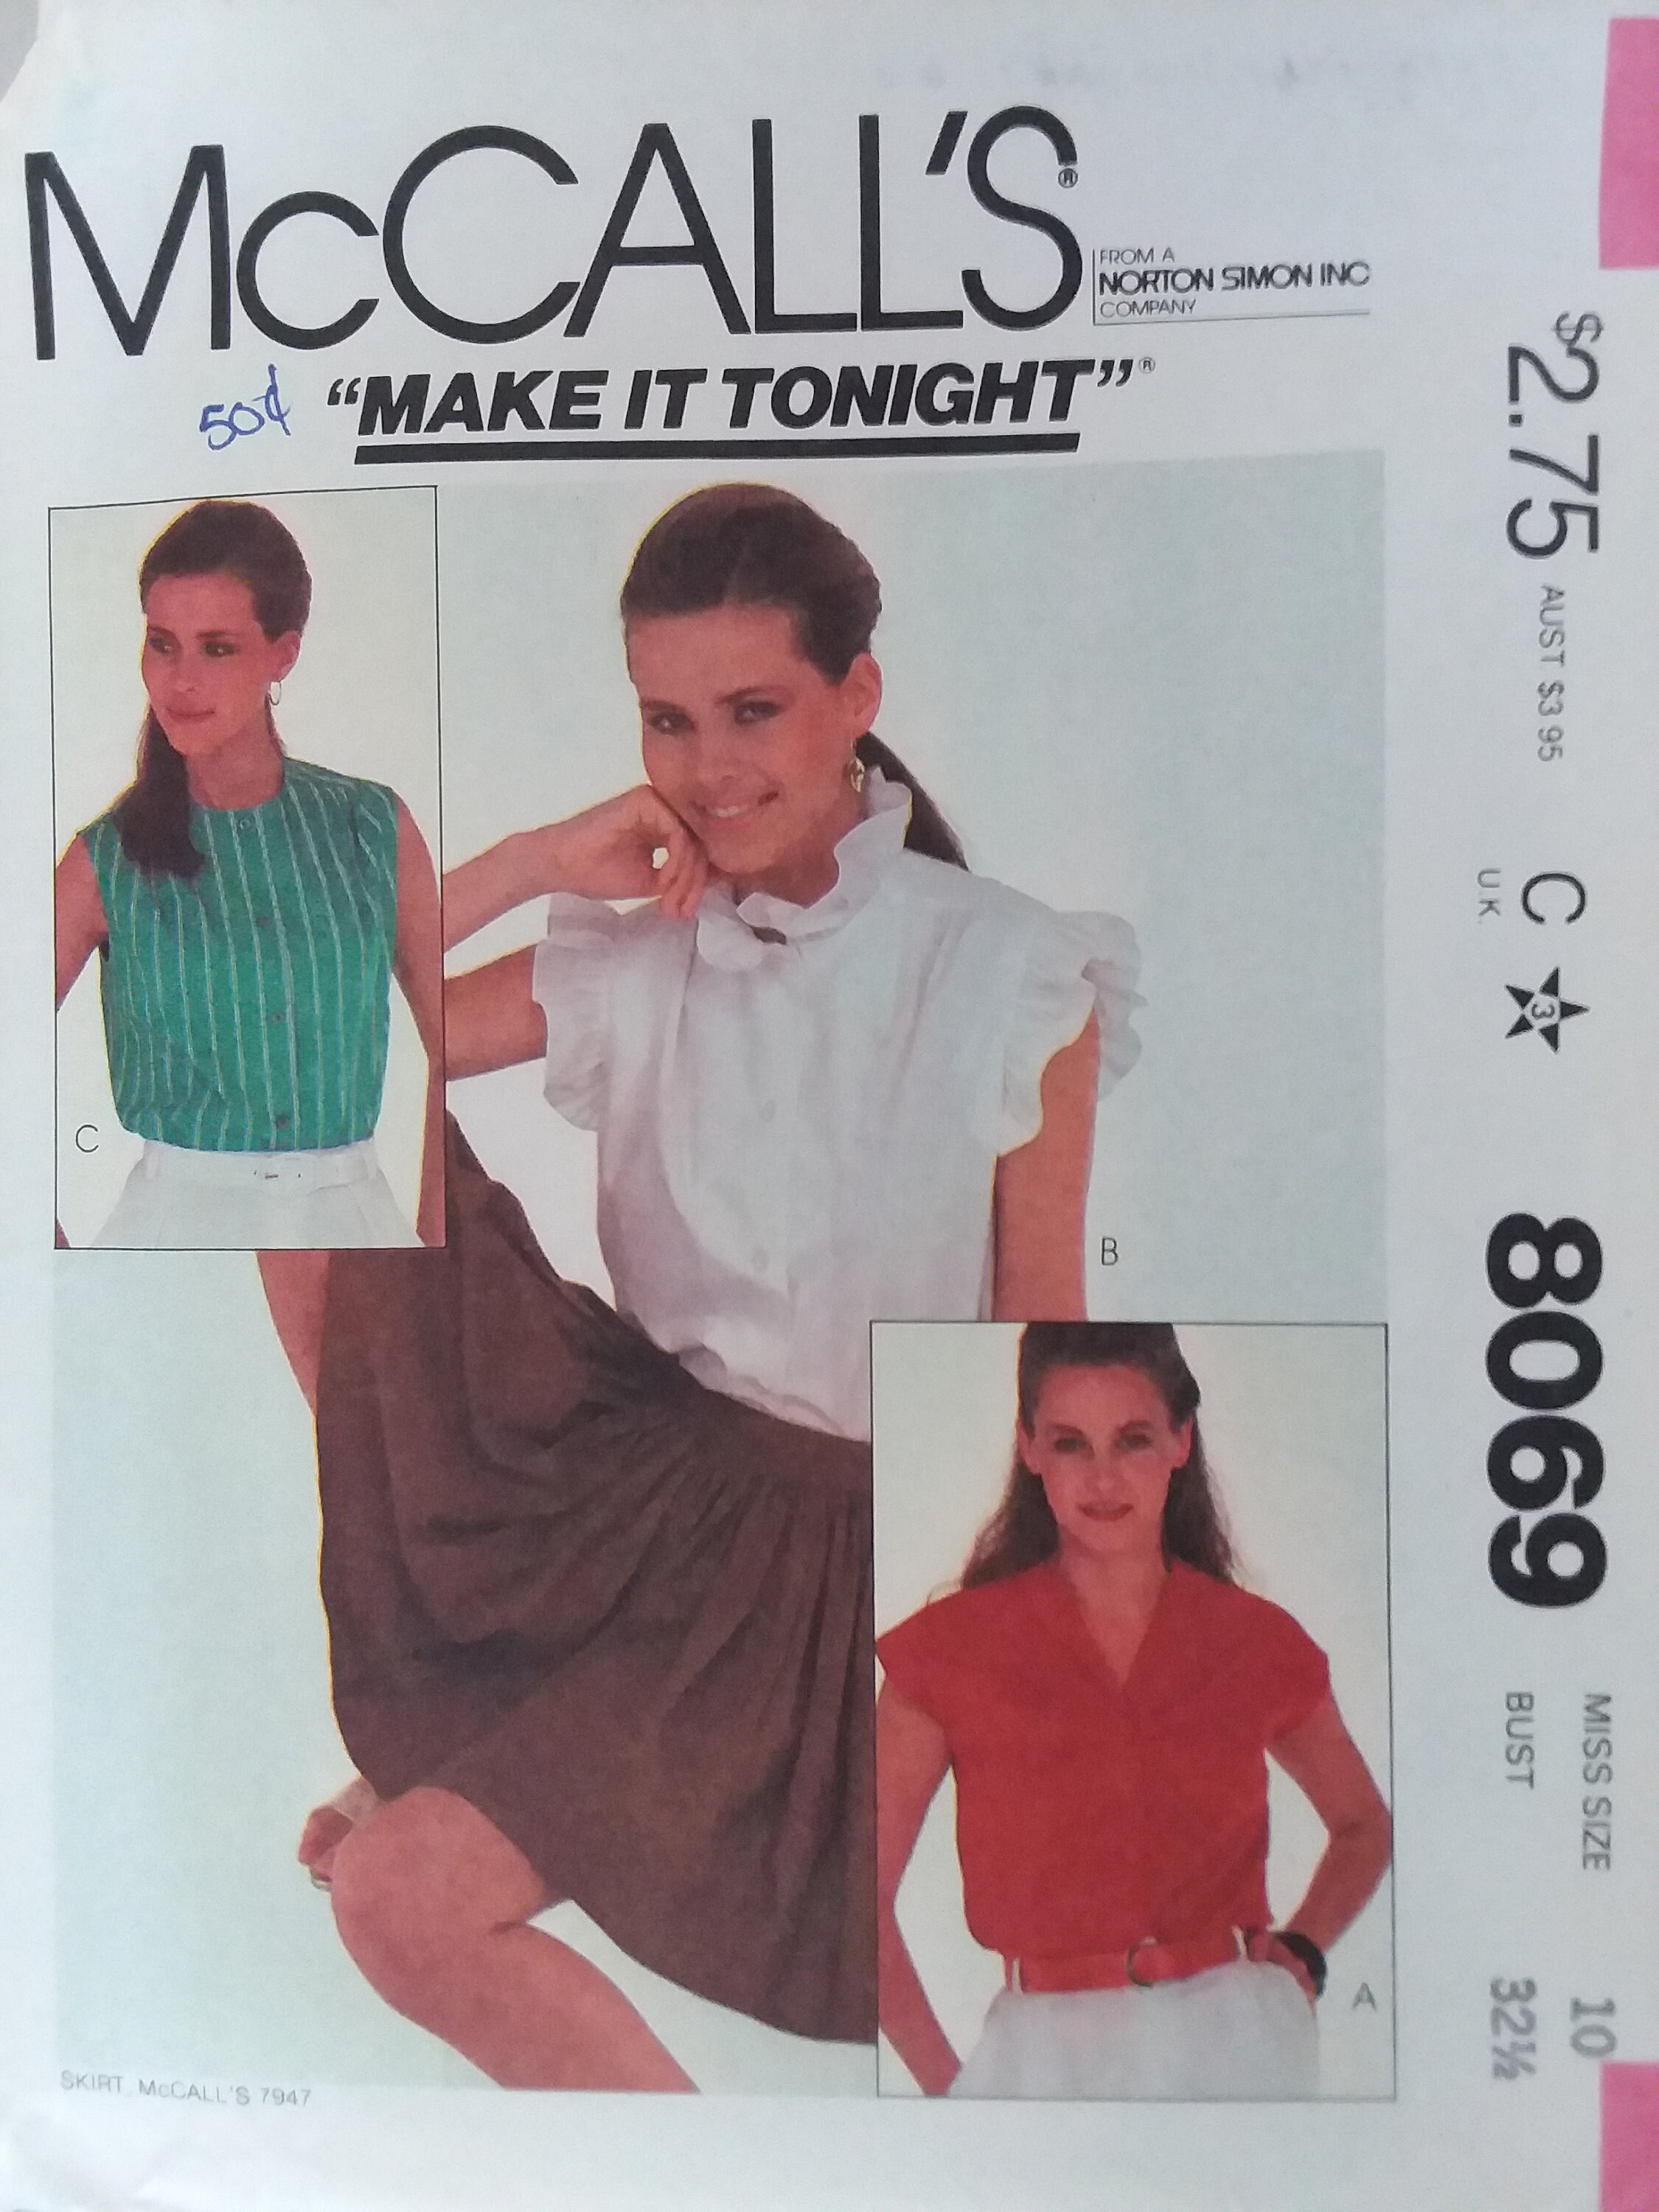 McCALL'S®
FROM A
NORTON SIMON INC
COMPANY
50¢
“MAKE IT TONIGHT”®
C
B
A
SKIRT McCALL'S 7947
$2.75 AUST $3.95
C
U.K.
3
8069
MISS SIZE 10
BUST 32½